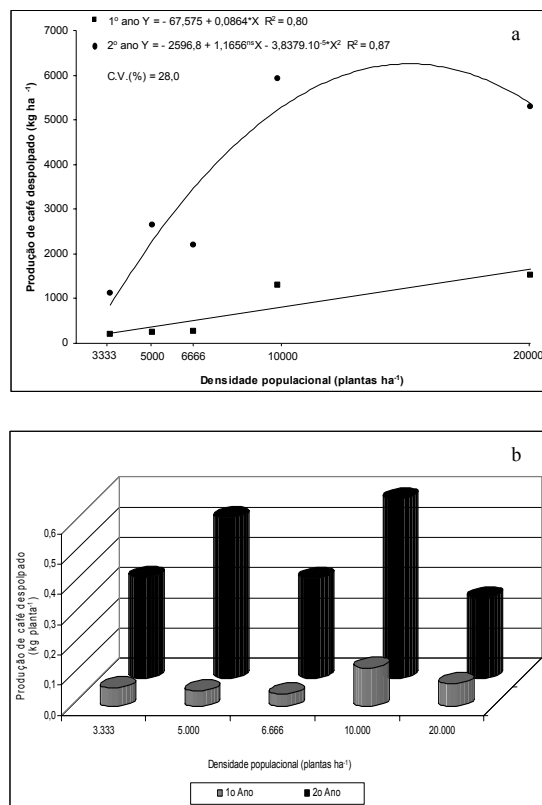 1º ano Y = - 67,575 + 0,0864*X R² = 0,80
a
2º ano Y = - 2596,8 + 1,1656ⁿˢX - 3,8379.10⁻⁵*X² R² = 0,87
C.V.(%) = 28,0
Produção de café despolpado (kg ha⁻¹)
7000
6000
5000
4000
3000
2000
1000
0
3333 5000 6666 10000 20000
Densidade populacional (plantas ha⁻¹)
b
Produção de café despolpado
(kg planta⁻¹)
0,6
0,5
0,4
0,3
0,2
0,1
0,0
3.333 5.000 6.666 10.000 20.000
Densidade populacional (plantas ha⁻¹)
1o Ano 2o Ano